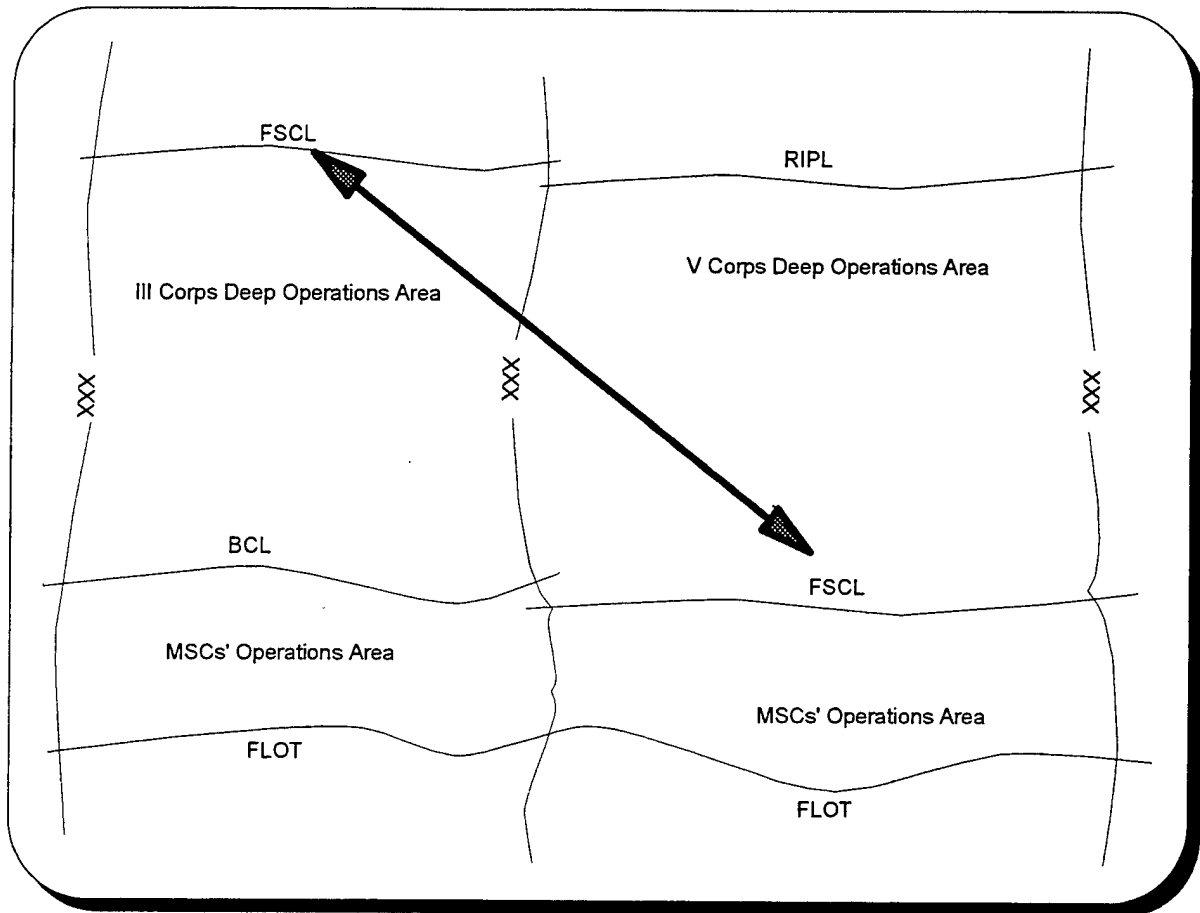 FSCL
RIPL
V Corps Deep Operations Area
III Corps Deep Operations Area
XXX
XXX
XXX
BCL
FSCL
MSCs' Operations Area
MSCs' Operations Area
FLOT
FLOT